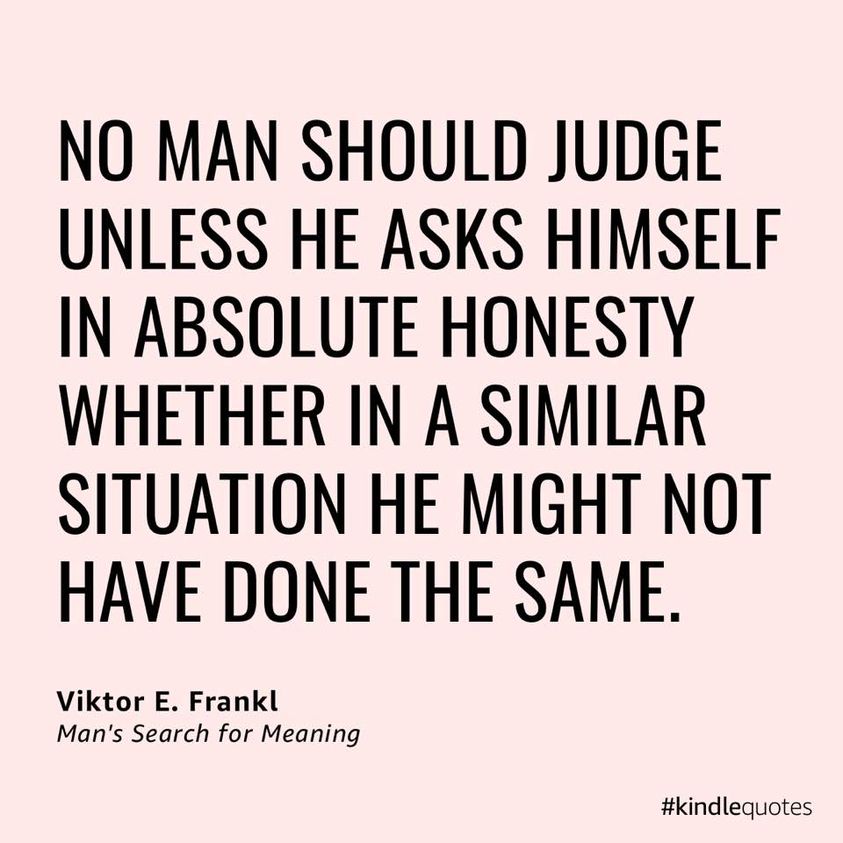 NO MAN SHOULD JUDGE
UNLESS HE ASKS HIMSELF
IN ABSOLUTE HONESTY
WHETHER IN A SIMILAR
SITUATION HE MIGHT NOT
HAVE DONE THE SAME.
Viktor E. Frankl
Man's Search for Meaning
#kindlequotes